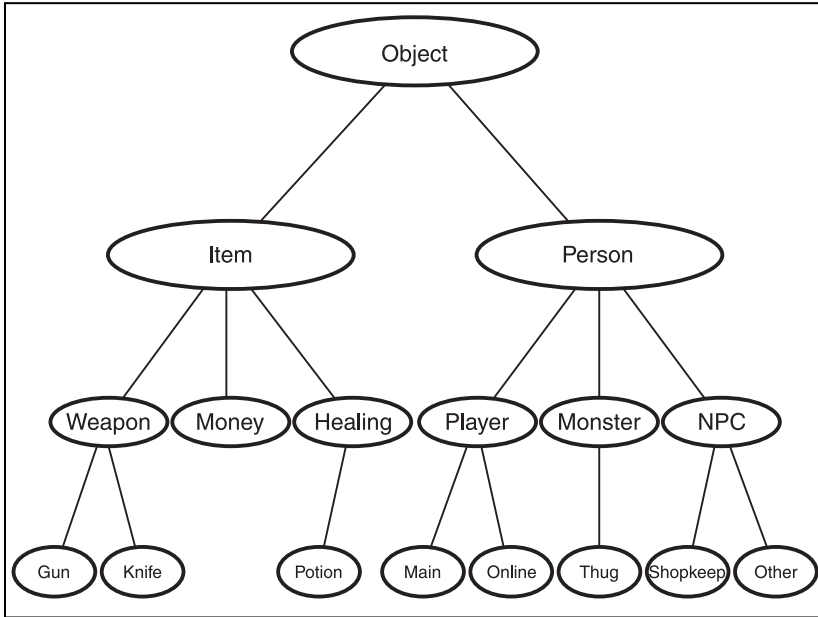 Object
Item
Person
Weapon
Money
Healing
Player
Monster
NPC
Gun
Knife
Potion
Main
Online
Thug
Shopkeep
Other